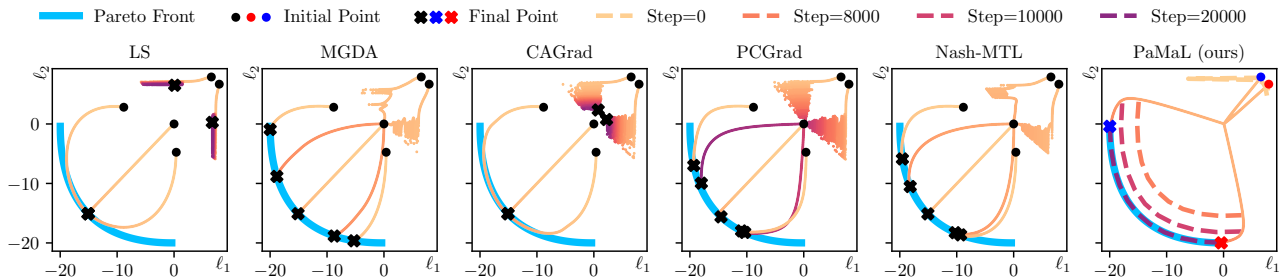 Pareto Front Initial Point Final Point Step=0 Step=8000 Step=10000 Step=20000
LS MGDA CAGrad PCGrad Nash-MTL PaMaL (ours)
ℓ₂ ℓ₂ ℓ₂ ℓ₂ ℓ₂ ℓ₂
0
−10
−20
−20 −10 0 ℓ₁ −20 −10 0 ℓ₁ −20 −10 0 ℓ₁ −20 −10 0 ℓ₁ −20 −10 0 ℓ₁ −20 −10 0 ℓ₁